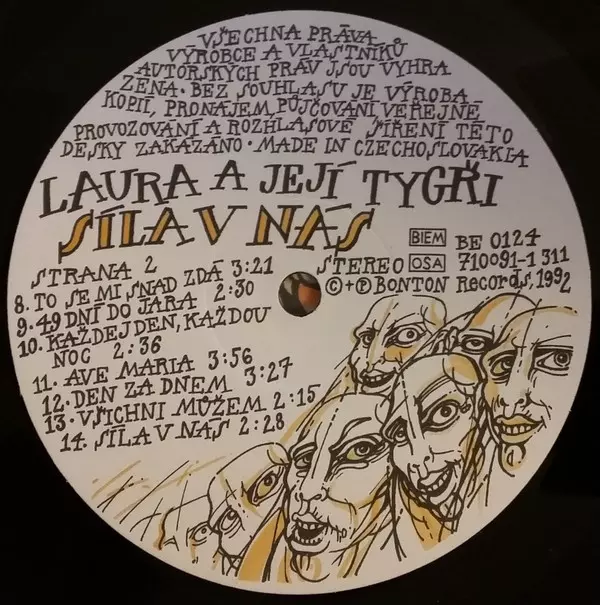 VŠECHNA PRÁVA
VÝROBCE A VLASTNÍKŮ
AUTORSKÝCH PRÁV JSOU VYHRA
ZENA · BEZ SOUHLASU JE VÝROBA
KOPIÍ, PRONÁJEM, PŮJČOVÁNÍ VEŘEJNÉ
PROVOZOVÁNÍ A ROZHLASOVÉ ŠÍŘENÍ TÉTO
DESKY ZAKÁZÁNO · MADE IN CZECHOSLOVAKIA
LAURA A JEJÍ TYGŘI
SÍLA V NÁS
BIEM BE 0124
STRANA 2
STEREO OSA 710091-1 311
8. TO SE MI SNAD ZDÁ 3:21
© + ℗ BONTON RECORDS, 1992
9. 49 DNÍ DO JARA 2:30
10. KAŽDEJ DEN, KAŽDOU
NOC 2:36
11. AVE MARIA 3:56
12. DEN ZA DNEM 3:27
13. VŠICHNI MŮŽEM 2:15
14. SÍLA V NÁS 2:28